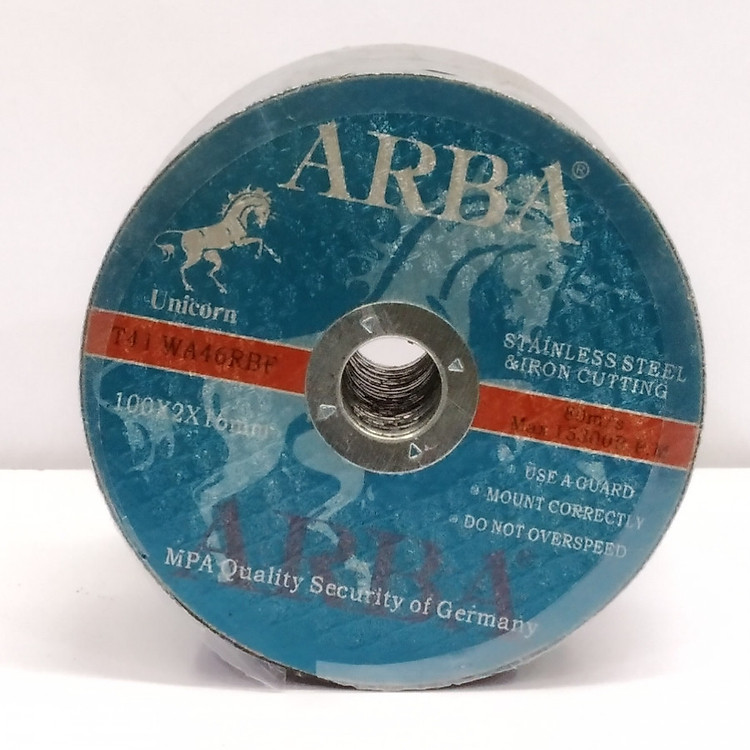 ARBA®
Unicorn
T41 WA46RBF
100X2X16mm
STAINLESS STEEL
&IRON CUTTING
80m/s
USE A GUARD
MOUNT CORRECTLY
DO NOT OVERSPEED
ARBA
MPA Quality Security of Germany